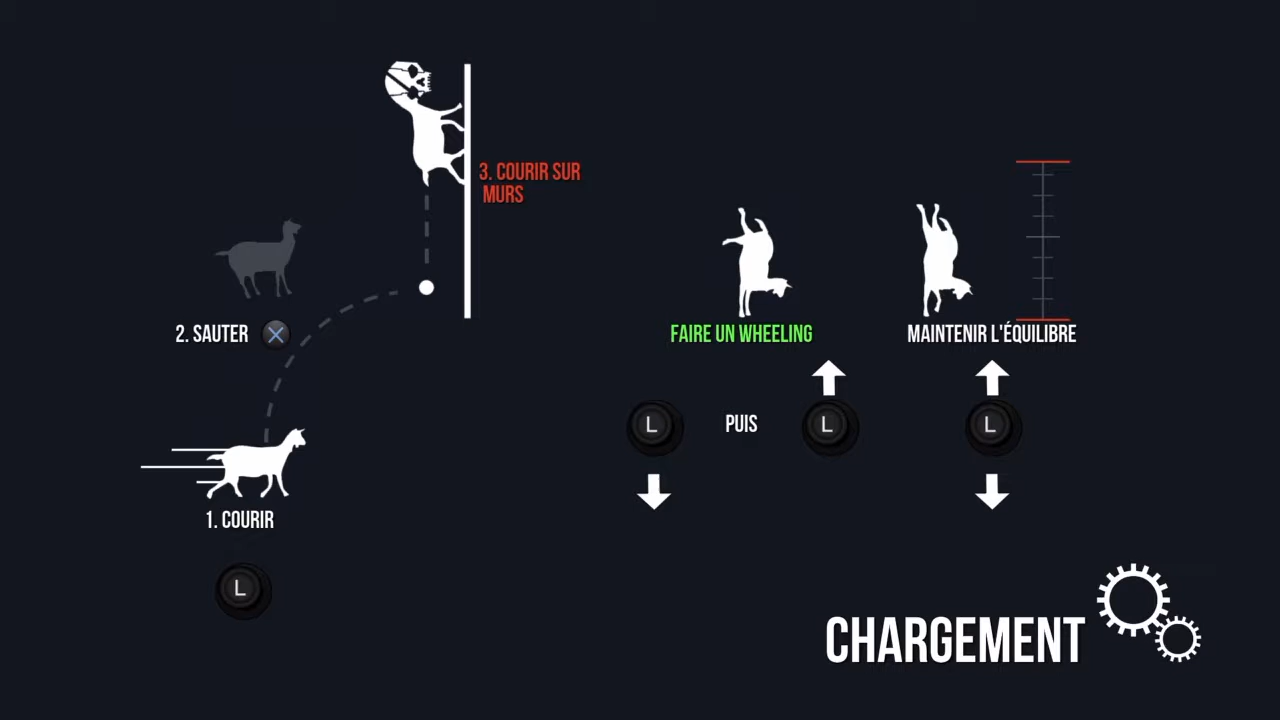 3. COURIR SUR
MURS
2. SAUTER
FAIRE UN WHEELING
MAINTENIR L'ÉQUILIBRE
L
PUIS
L
L
1. COURIR
L
CHARGEMENT